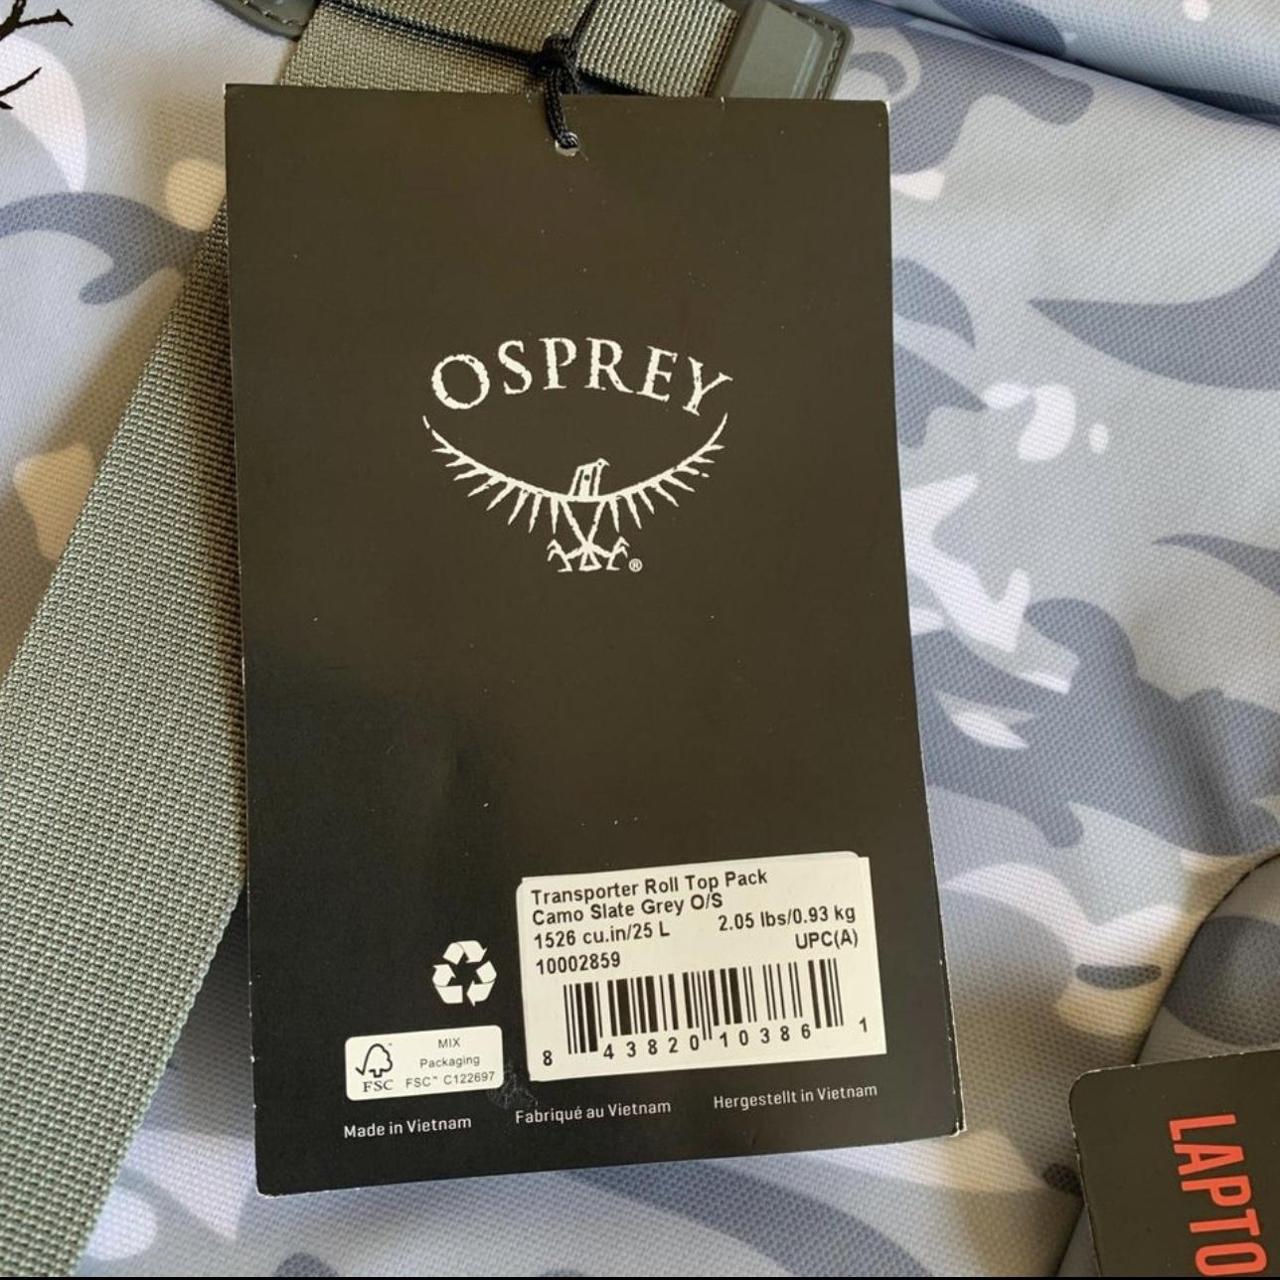 OSPREY
®
Transporter Roll Top Pack
Camo Slate Grey O/S
1526 cu.in/25 L 2.05 lbs/0.93 kg
UPC(A)
10002859
8 43820 10386 1
MIX
Packaging
FSC FSC™ C122697
Made in Vietnam Fabriqué au Vietnam Hergestellt in Vietnam
LAPTO